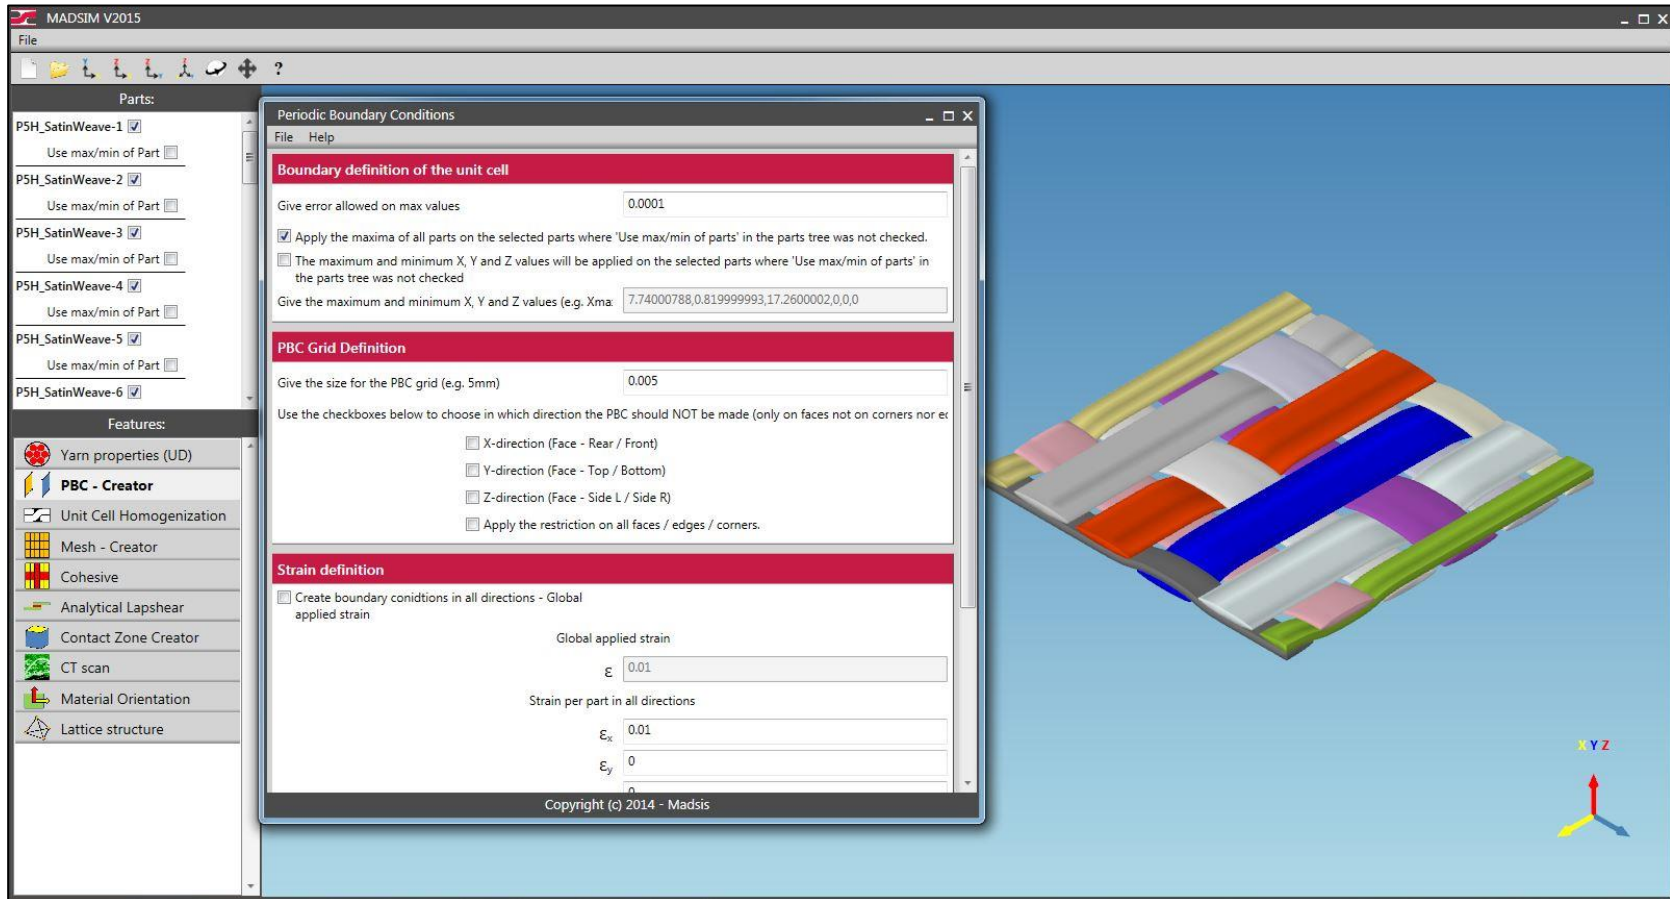 MADSIM V2015
File
?
Parts:
P5H_SatinWeave-1
Use max/min of Part
P5H_SatinWeave-2
Use max/min of Part
P5H_SatinWeave-3
Use max/min of Part
P5H_SatinWeave-4
Use max/min of Part
P5H_SatinWeave-5
Use max/min of Part
P5H_SatinWeave-6
Features:
Yarn properties (UD)
PBC - Creator
Unit Cell Homogenization
Mesh - Creator
Cohesive
Analytical Lapshear
Contact Zone Creator
CT scan
Material Orientation
Lattice structure
Periodic Boundary Conditions
File Help
Boundary definition of the unit cell
Give error allowed on max values 0.0001
Apply the maxima of all parts on the selected parts where 'Use max/min of parts' in the parts tree was not checked.
The maximum and minimum X, Y and Z values will be applied on the selected parts where 'Use max/min of parts' in
the parts tree was not checked
Give the maximum and minimum X, Y and Z values (e.g. Xma 7.74000788,0.819999993,17.2600002,0,0,0
PBC Grid Definition
Give the size for the PBC grid (e.g. 5mm) 0.005
Use the checkboxes below to choose in which direction the PBC should NOT be made (only on faces not on corners nor ec
X-direction (Face - Rear / Front)
Y-direction (Face - Top / Bottom)
Z-direction (Face - Side L / Side R)
Apply the restriction on all faces / edges / corners.
Strain definition
Create boundary conidtions in all directions - Global
applied strain
Global applied strain
ε 0.01
Strain per part in all directions
εx 0.01
εy 0
0
Copyright (c) 2014 - Madsis
X Y Z